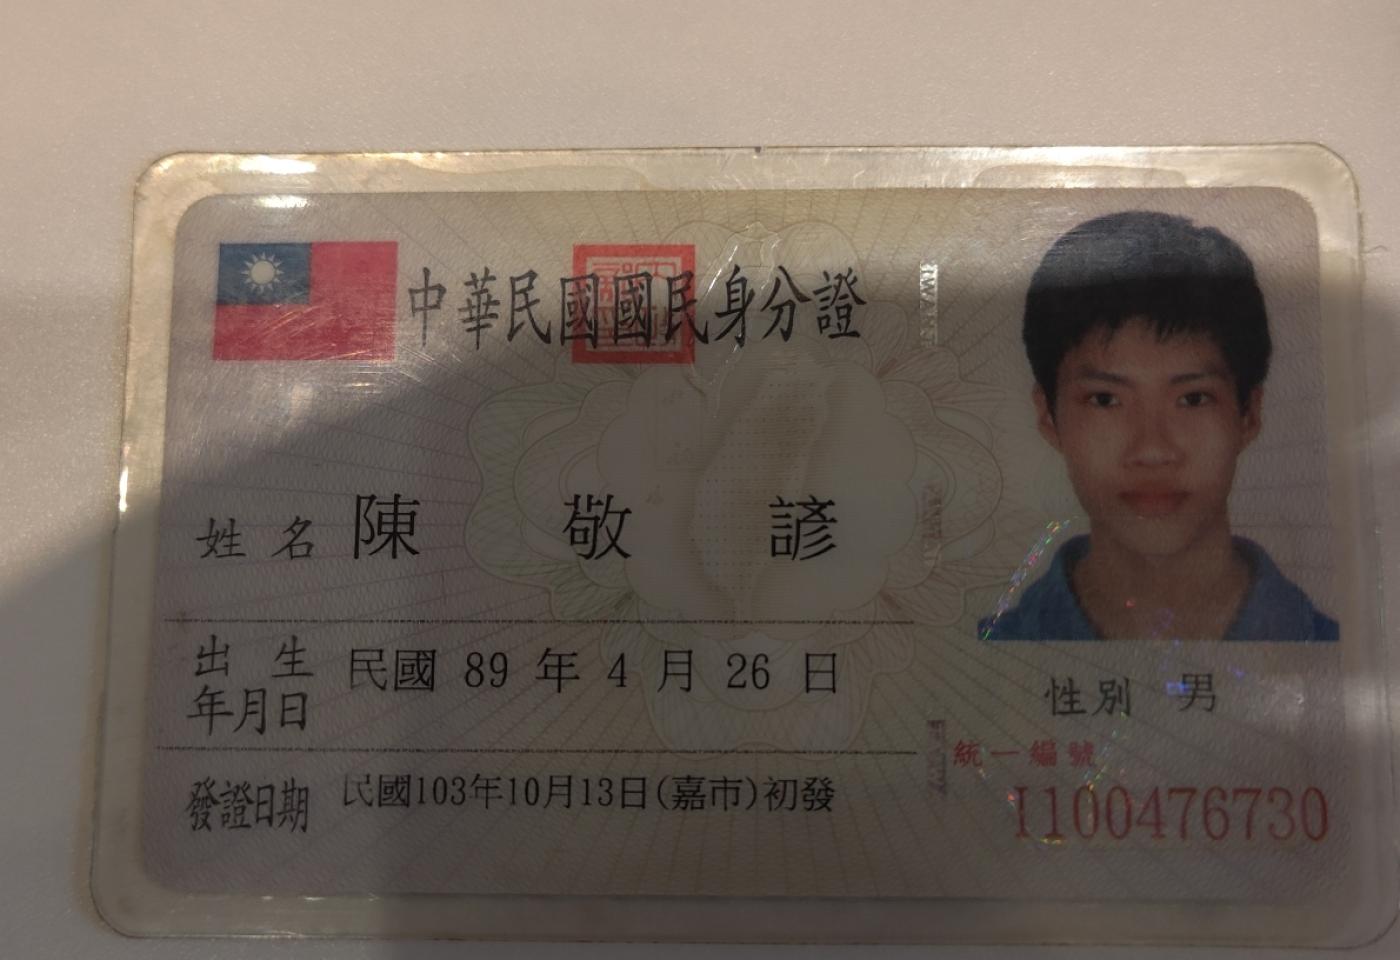 中華民國國民身分證
姓名 陳敬諺
出生年月日 民國 89 年 4 月 26 日
性別 男
發證日期 民國103年10月13日(嘉市)初發
統一編號
I100476730